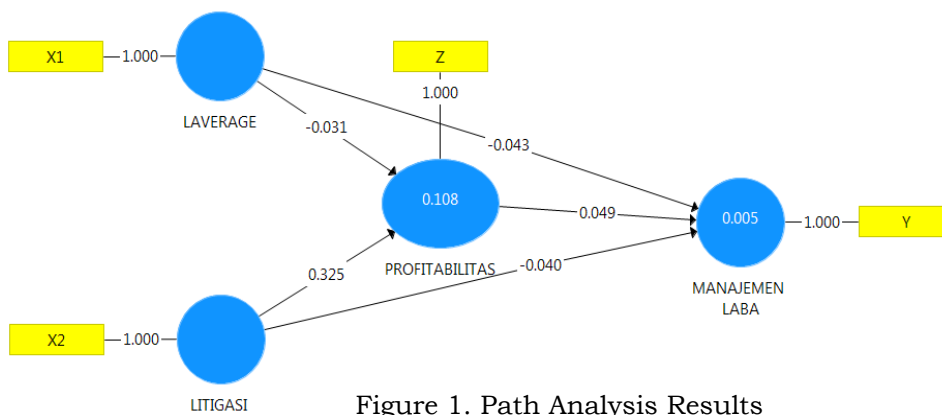 X1
1.000
LAVERAGE
Z
1.000
-0.031
-0.043
0.108
PROFITABILITAS
0.049
0.005
1.000
Y
MANAJEMEN
LABA
0.325
-0.040
X2
1.000
LITIGASI
Figure 1. Path Analysis Results